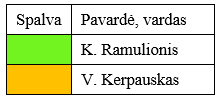 Spalva Pavardė, vardas
K. Ramulionis
V. Kerpauskas